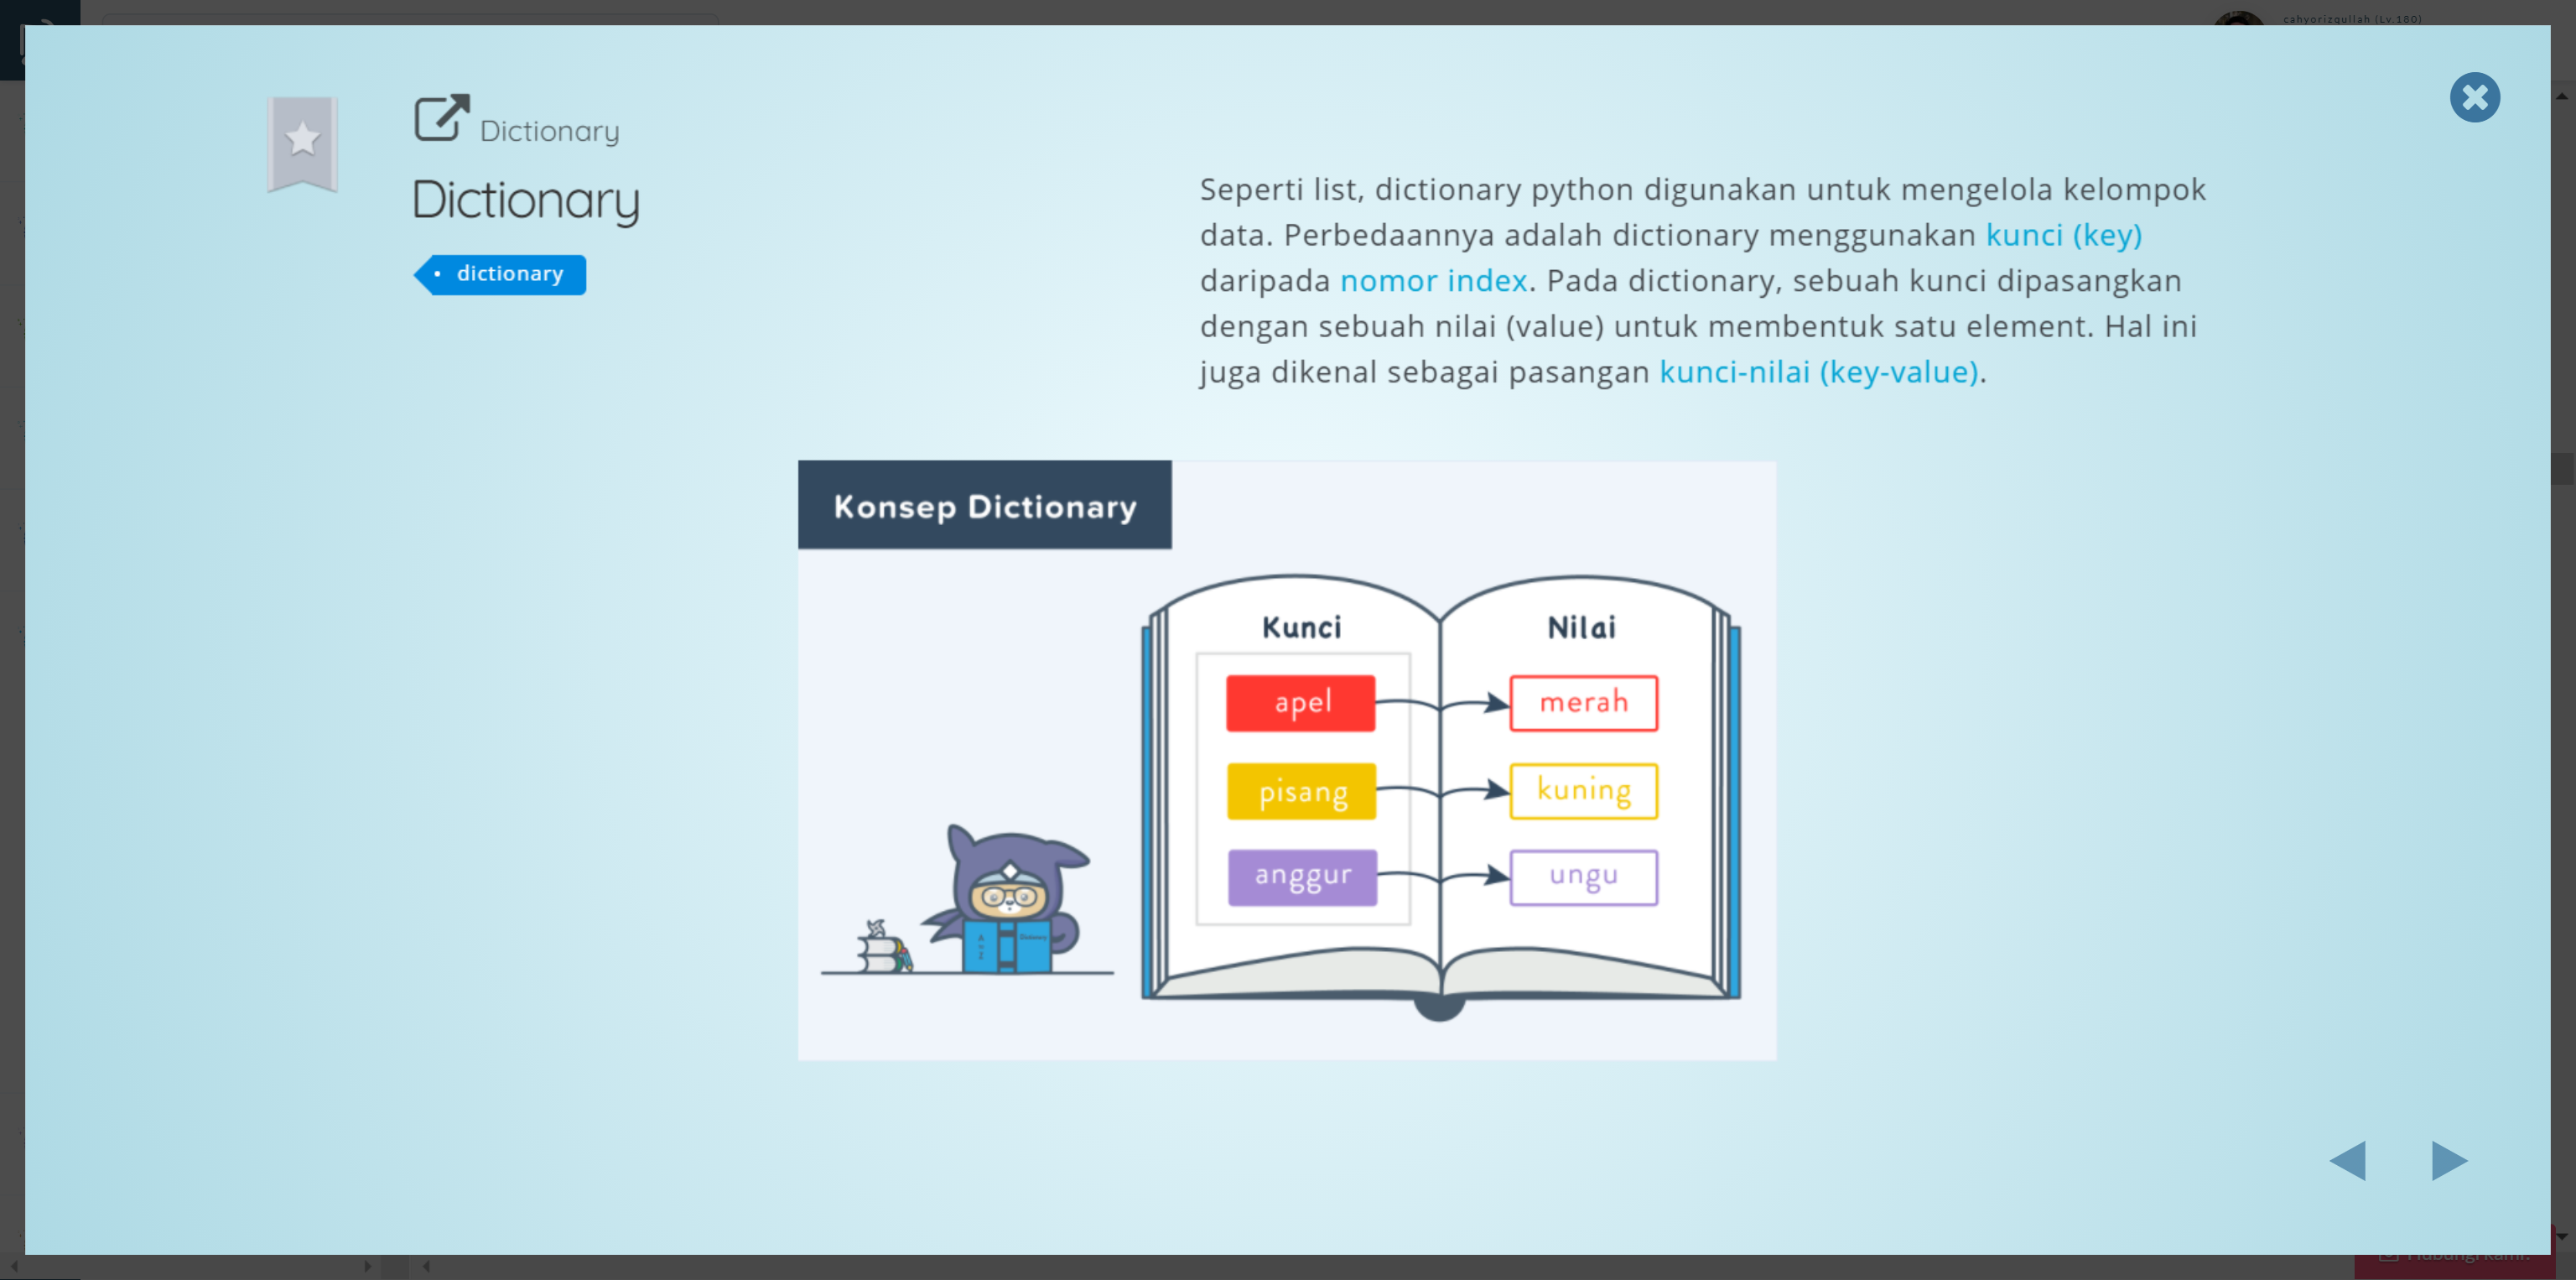 cahyorizqullah (Lv.180)
Dictionary
Dictionary
dictionary
Seperti list, dictionary python digunakan untuk mengelola kelompok
data. Perbedaannya adalah dictionary menggunakan kunci (key)
daripada nomor index. Pada dictionary, sebuah kunci dipasangkan
dengan sebuah nilai (value) untuk membentuk satu element. Hal ini
juga dikenal sebagai pasangan kunci-nilai (key-value).
Konsep Dictionary
Kunci
Nilai
apel
merah
pisang
kuning
anggur
ungu
Dictionary
Hubungi kami!